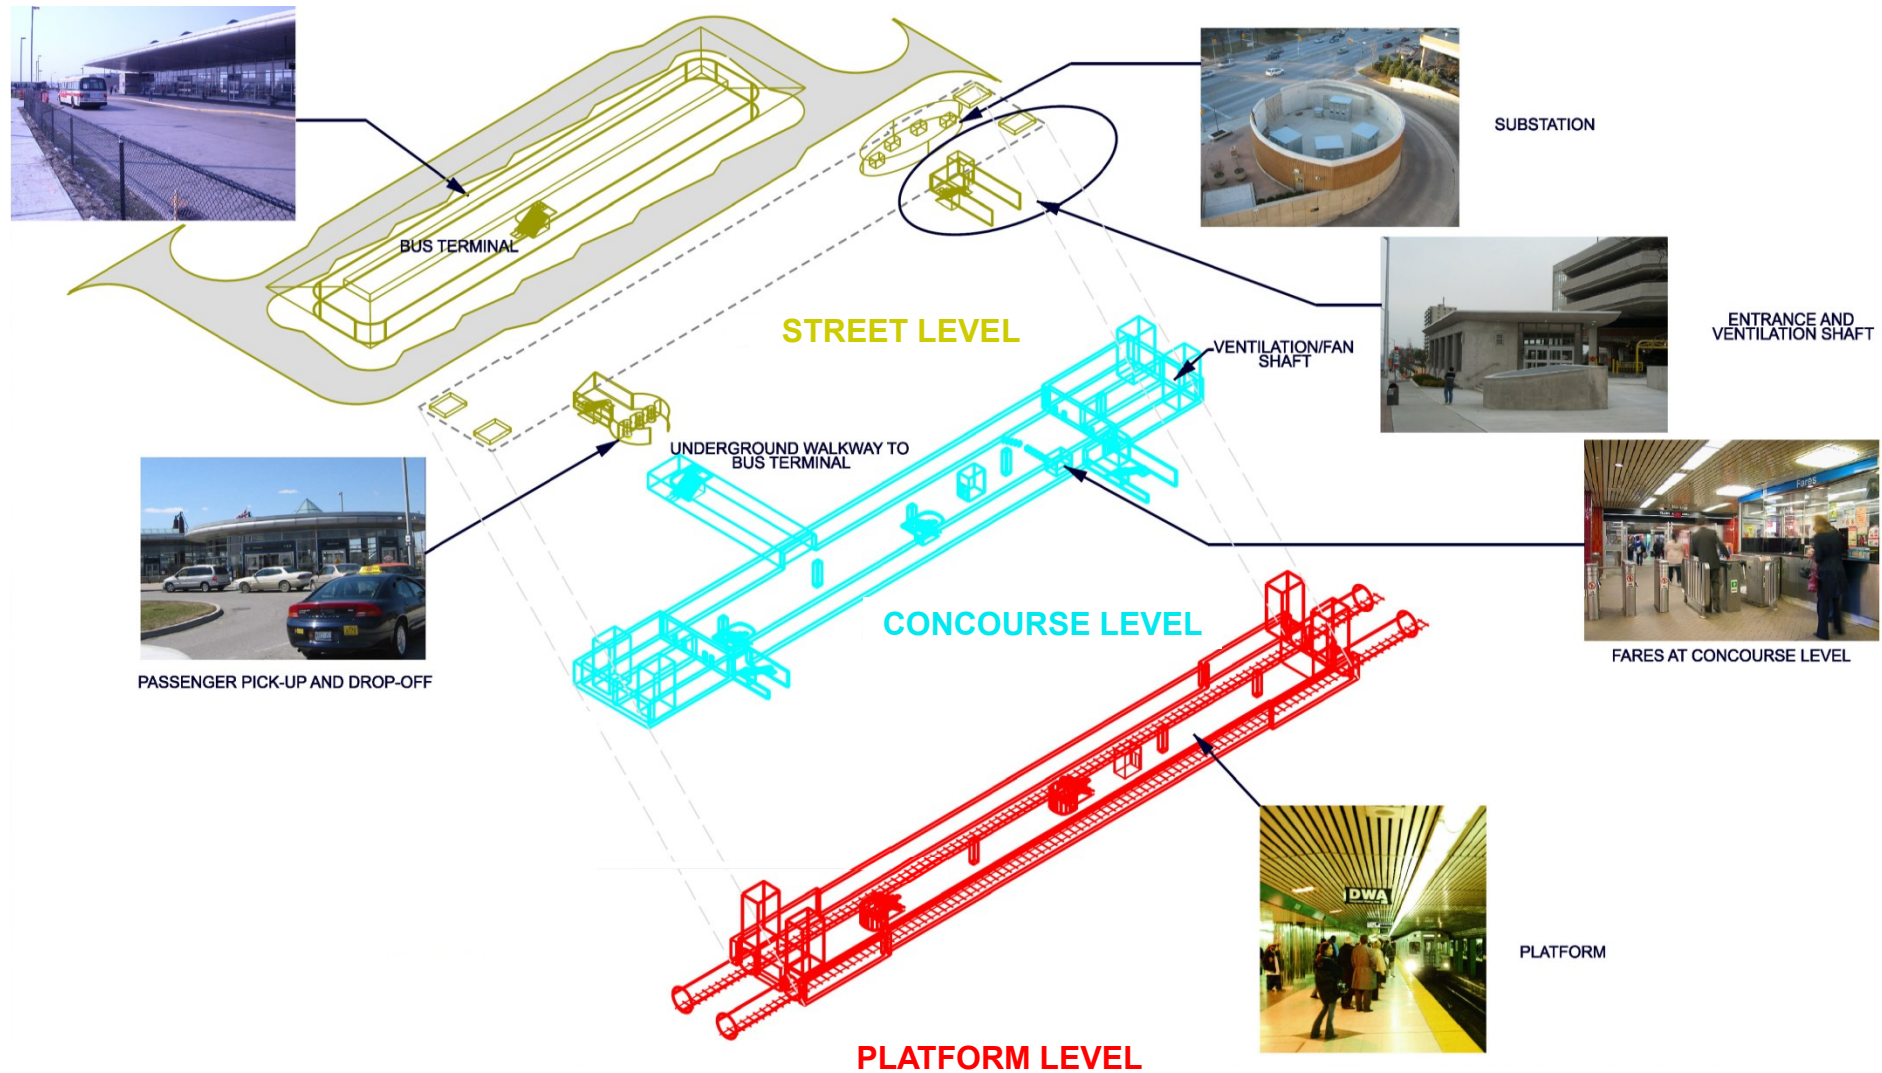 SUBSTATION
BUS TERMINAL
STREET LEVEL
ENTRANCE AND
VENTILATION SHAFT
VENTILATION/FAN
SHAFT
UNDERGROUND WALKWAY TO
BUS TERMINAL
Fares
CONCOURSE LEVEL
FARES AT CONCOURSE LEVEL
PASSENGER PICK-UP AND DROP-OFF
DWA
PLATFORM
PLATFORM LEVEL